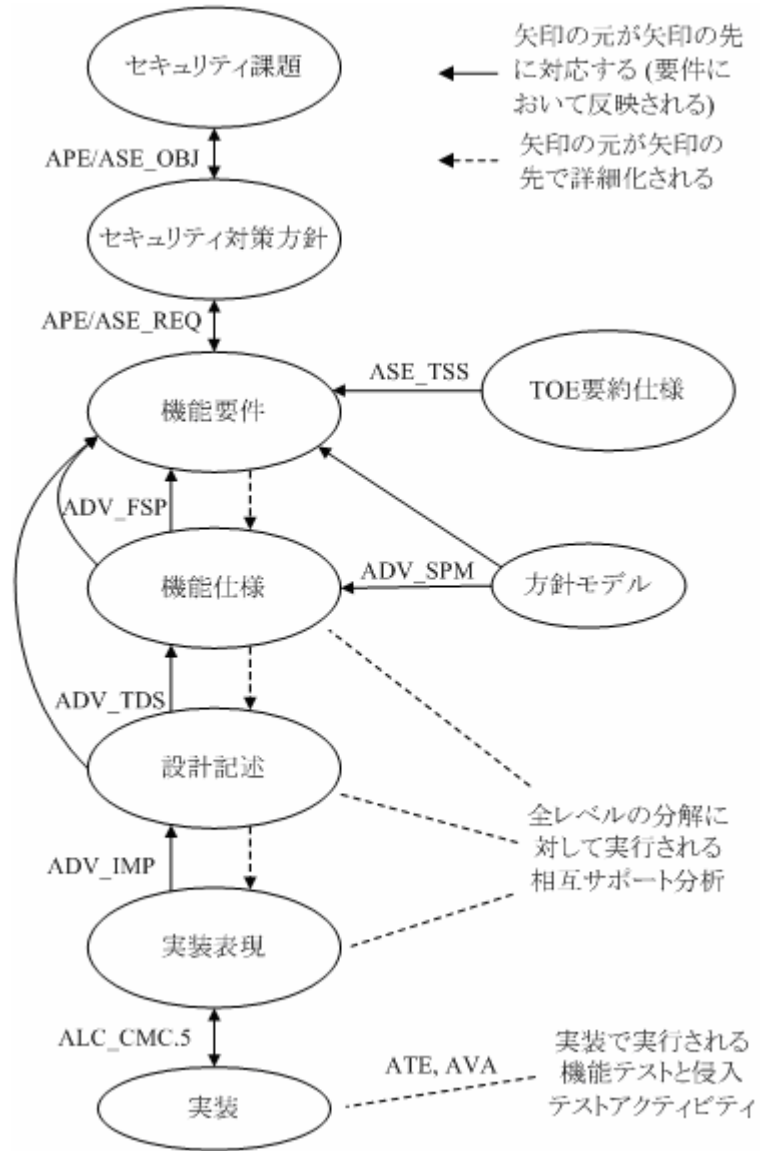 セキュリティ課題
矢印の元が矢印の先
に対応する (要件に
おいて反映される)
APE/ASE_OBJ
矢印の元が矢印の
先で詳細化される
セキュリティ対策方針
APE/ASE_REQ
機能要件
ASE_TSS
TOE要約仕様
ADV_FSP
機能仕様
ADV_SPM
方針モデル
ADV_TDS
設計記述
全レベルの分解に
対して実行される
相互サポート分析
ADV_IMP
実装表現
ALC_CMC.5
実装
ATE, AVA
実装で実行される
機能テストと侵入
テストアクティビティ